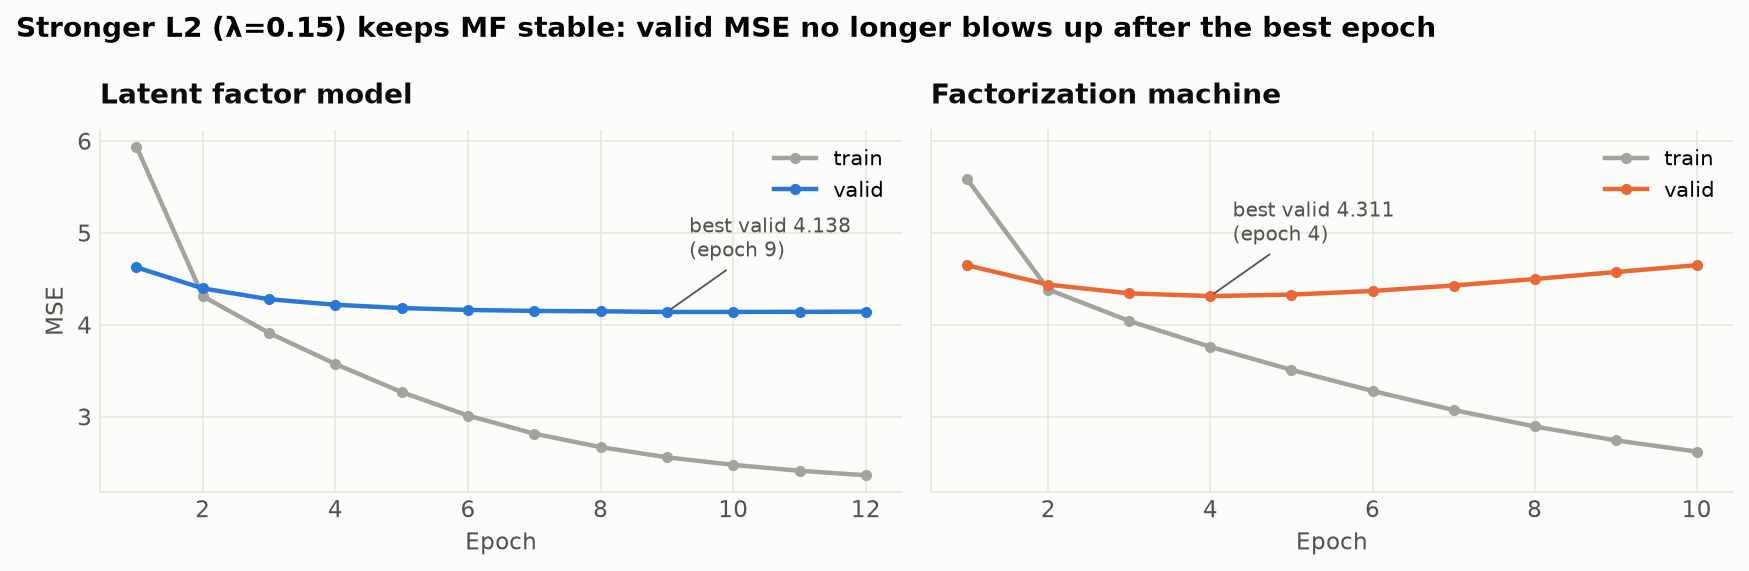 Stronger L2 (λ=0.15) keeps MF stable: valid MSE no longer blows up after the best epoch
Latent factor model
train
valid
best valid 4.138
(epoch 9)
MSE
6
5
4
3
2
4
6
8
10
12
Epoch
Factorization machine
train
valid
best valid 4.311
(epoch 4)
2
4
6
8
10
Epoch